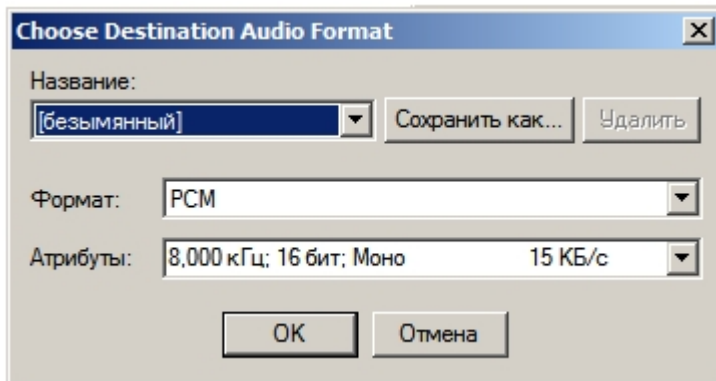 Choose Destination Audio Format
Название:
[безымянный] Сохранить как... Удалить
Формат: PCM
Атрибуты: 8,000 кГц; 16 бит; Моно 15 КБ/с
OK Отмена